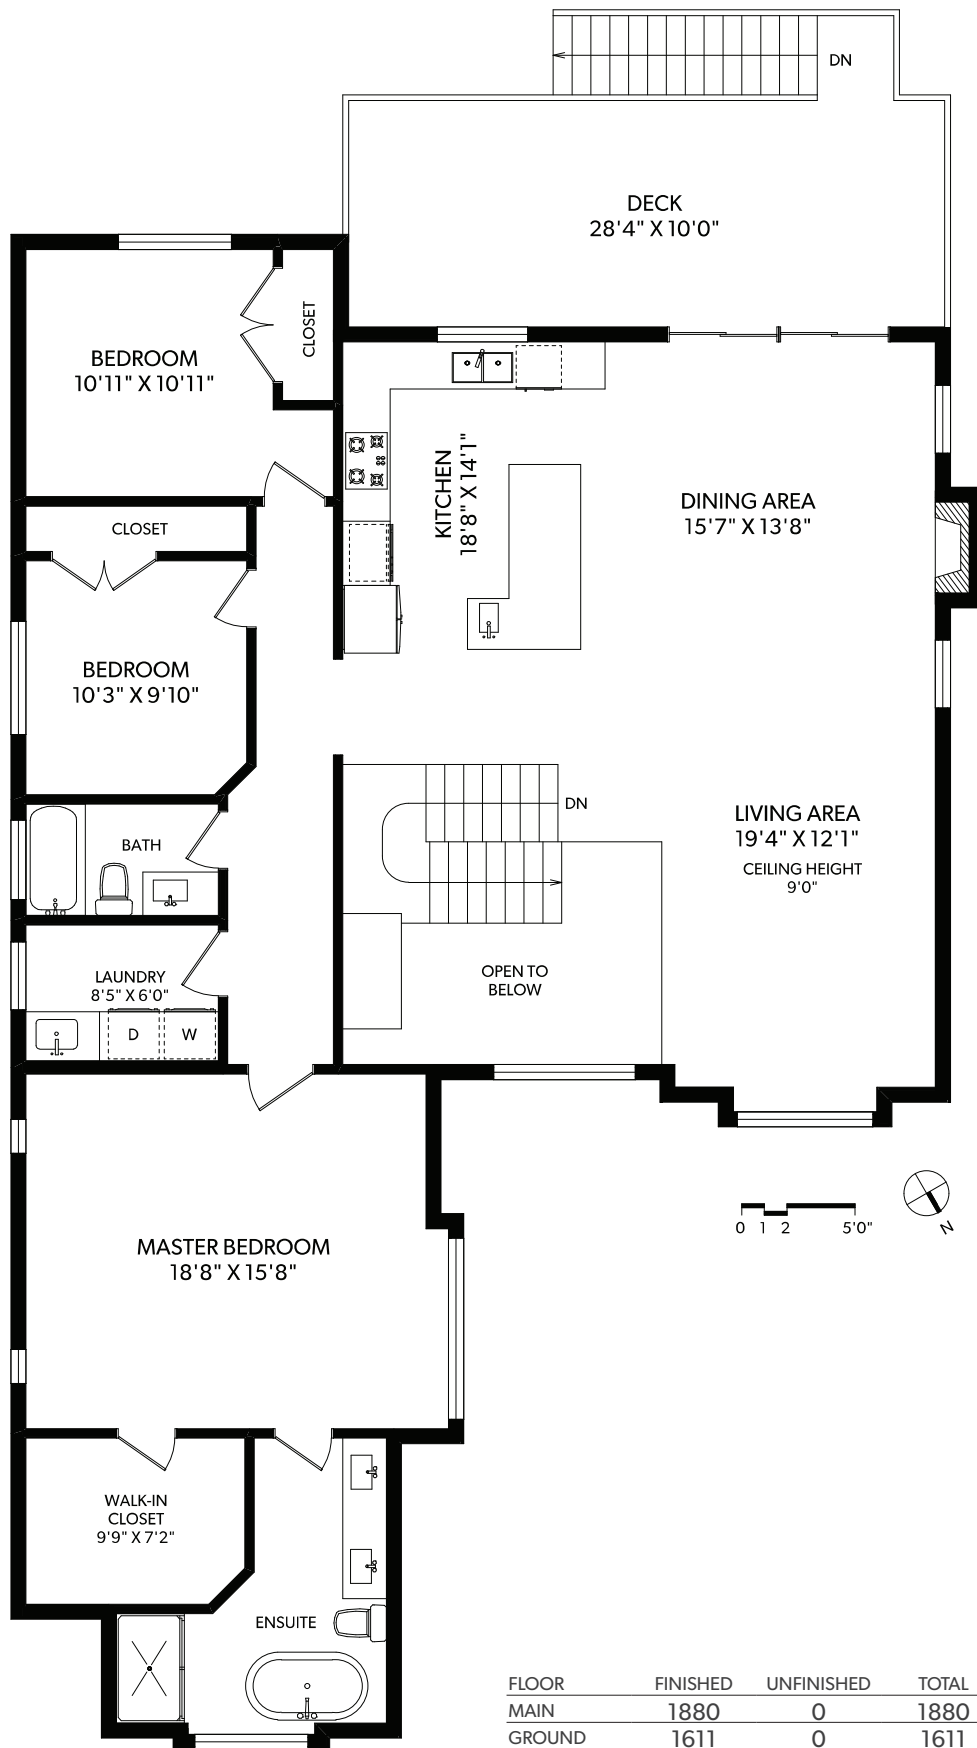 DN
DECK
28'4" X 10'0"
CLOSET
BEDROOM
10'11" X 10'11"
KITCHEN
18'8" X 14'1"
DINING AREA
15'7" X 13'8"
CLOSET
BEDROOM
10'3" X 9'10"
DN
LIVING AREA
19'4" X 12'1"
CEILING HEIGHT
9'0"
BATH
OPEN TO
BELOW
LAUNDRY
8'5" X 6'0"
D
W
0 1 2 5'0"
N
MASTER BEDROOM
18'8" X 15'8"
WALK-IN
CLOSET
9'9" X 7'2"
ENSUITE
FLOOR FINISHED UNFINISHED TOTAL
MAIN 1880 0 1880
GROUND 1611 0 1611